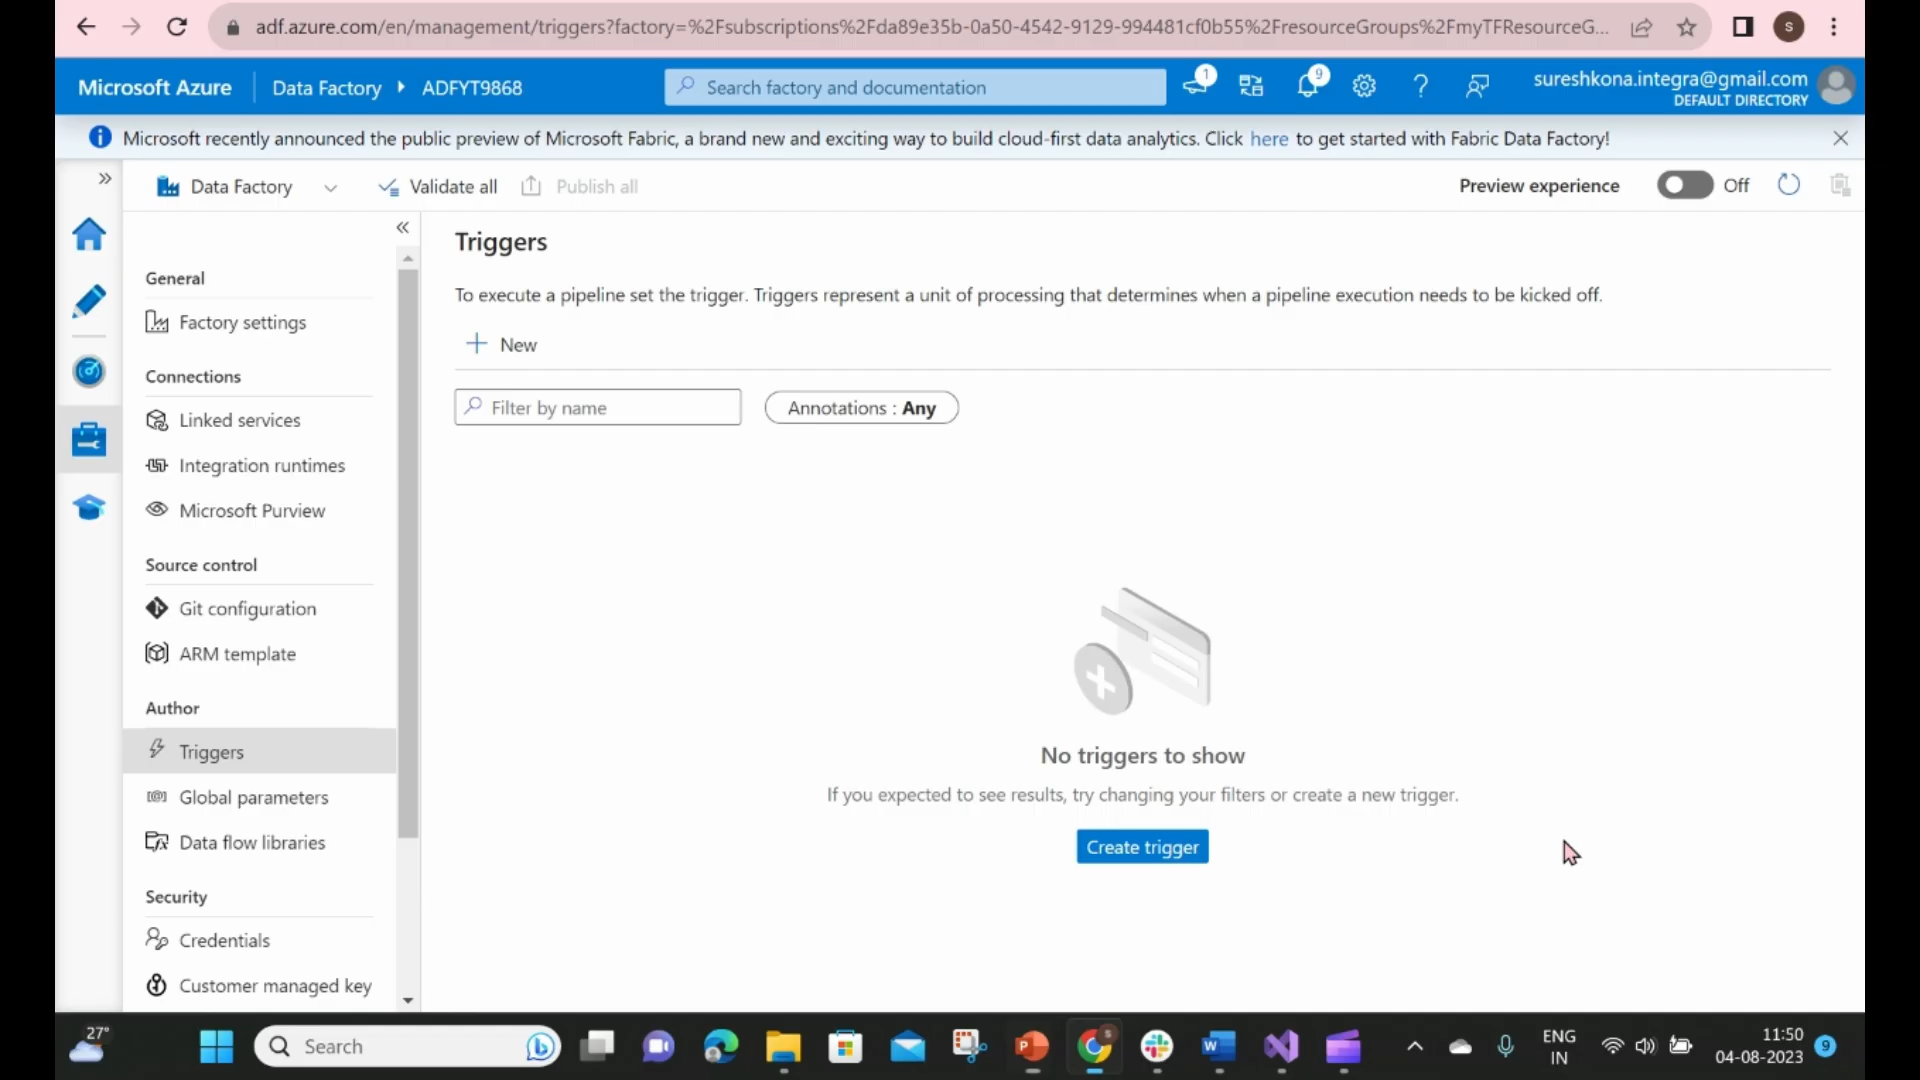 adf.azure.com/en/management/triggers?factory=%2Fsubscriptions%2Fda89e35b-0a50-4542-9129-994481cf0b55%2FresourceGroups%2FmyTFResourceG...
S
Microsoft Azure
Data Factory
ADFYT9868
Search factory and documentation
1
9
sureshkona.integra@gmail.com
DEFAULT DIRECTORY
Microsoft recently announced the public preview of Microsoft Fabric, a brand new and exciting way to build cloud-first data analytics. Click here to get started with Fabric Data Factory!
Data Factory
Validate all
Publish all
Preview experience
Off
General
Factory settings
Connections
Linked services
Integration runtimes
Microsoft Purview
Source control
Git configuration
ARM template
Author
Triggers
Global parameters
Data flow libraries
Security
Credentials
Customer managed key
Triggers
To execute a pipeline set the trigger. Triggers represent a unit of processing that determines when a pipeline execution needs to be kicked off.
New
Filter by name
Annotations : Any
No triggers to show
If you expected to see results, try changing your filters or create a new trigger.
Create trigger
27°
Search
ENG
IN
11:50
04-08-2023
9